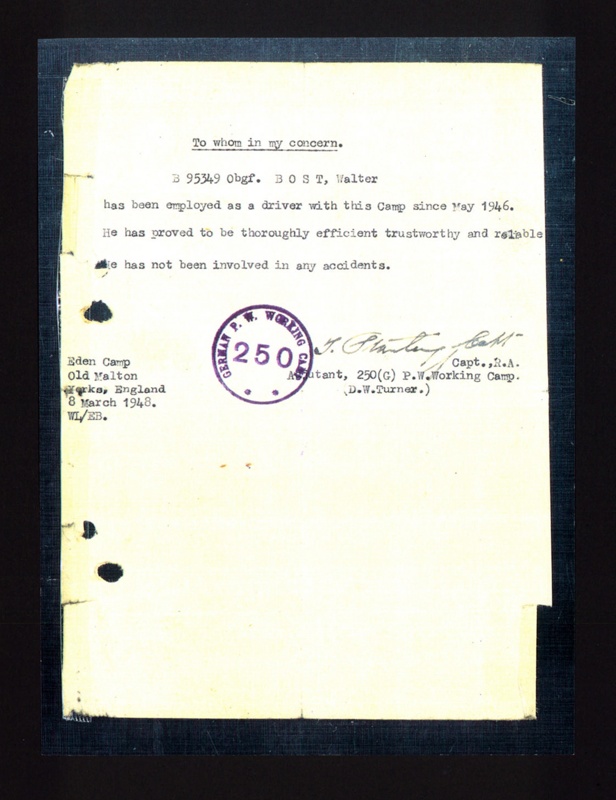 To whom in my concern.
B 95349 Obgf. B O S T, Walter
has been employed as a driver with this Camp since May 1946.
He has proved to be thoroughly efficient trustworthy and reliable
He has not been involved in any accidents.
GERMAN P. W. WORKING CAMP
250
Capt.,R.A.
Adjutant, 250(G) P.W.Working Camp.
(D.W.Turner.)
Eden Camp
Old Malton
Yorks, England
8 March 1948.
WL/EB.